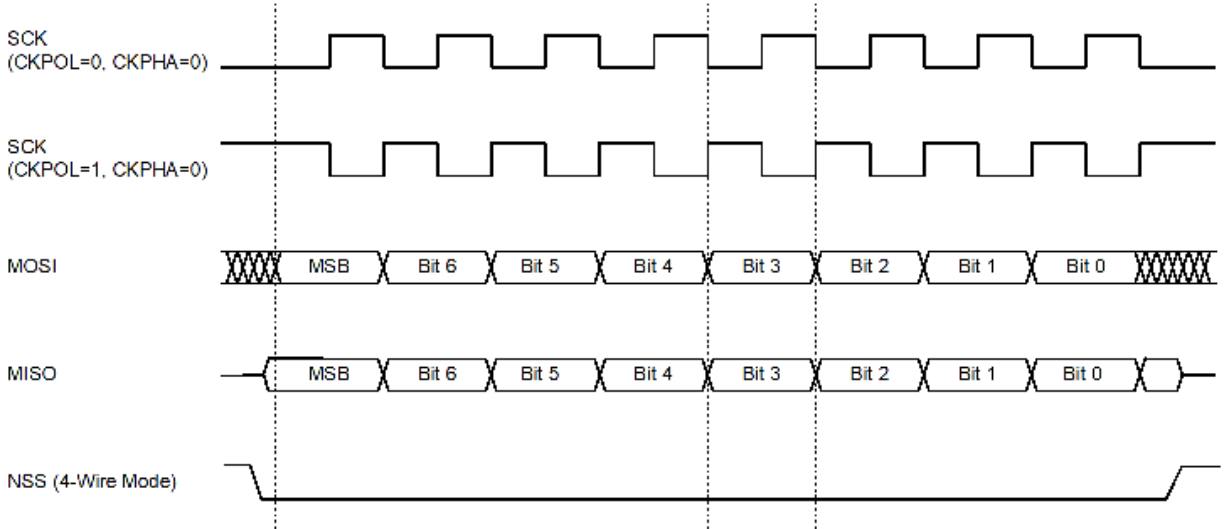 SCK
(CKPOL=0, CKPHA=0)
SCK
(CKPOL=1, CKPHA=0)
MOSI MSB Bit 6 Bit 5 Bit 4 Bit 3 Bit 2 Bit 1 Bit 0
MISO MSB Bit 6 Bit 5 Bit 4 Bit 3 Bit 2 Bit 1 Bit 0
NSS (4-Wire Mode)